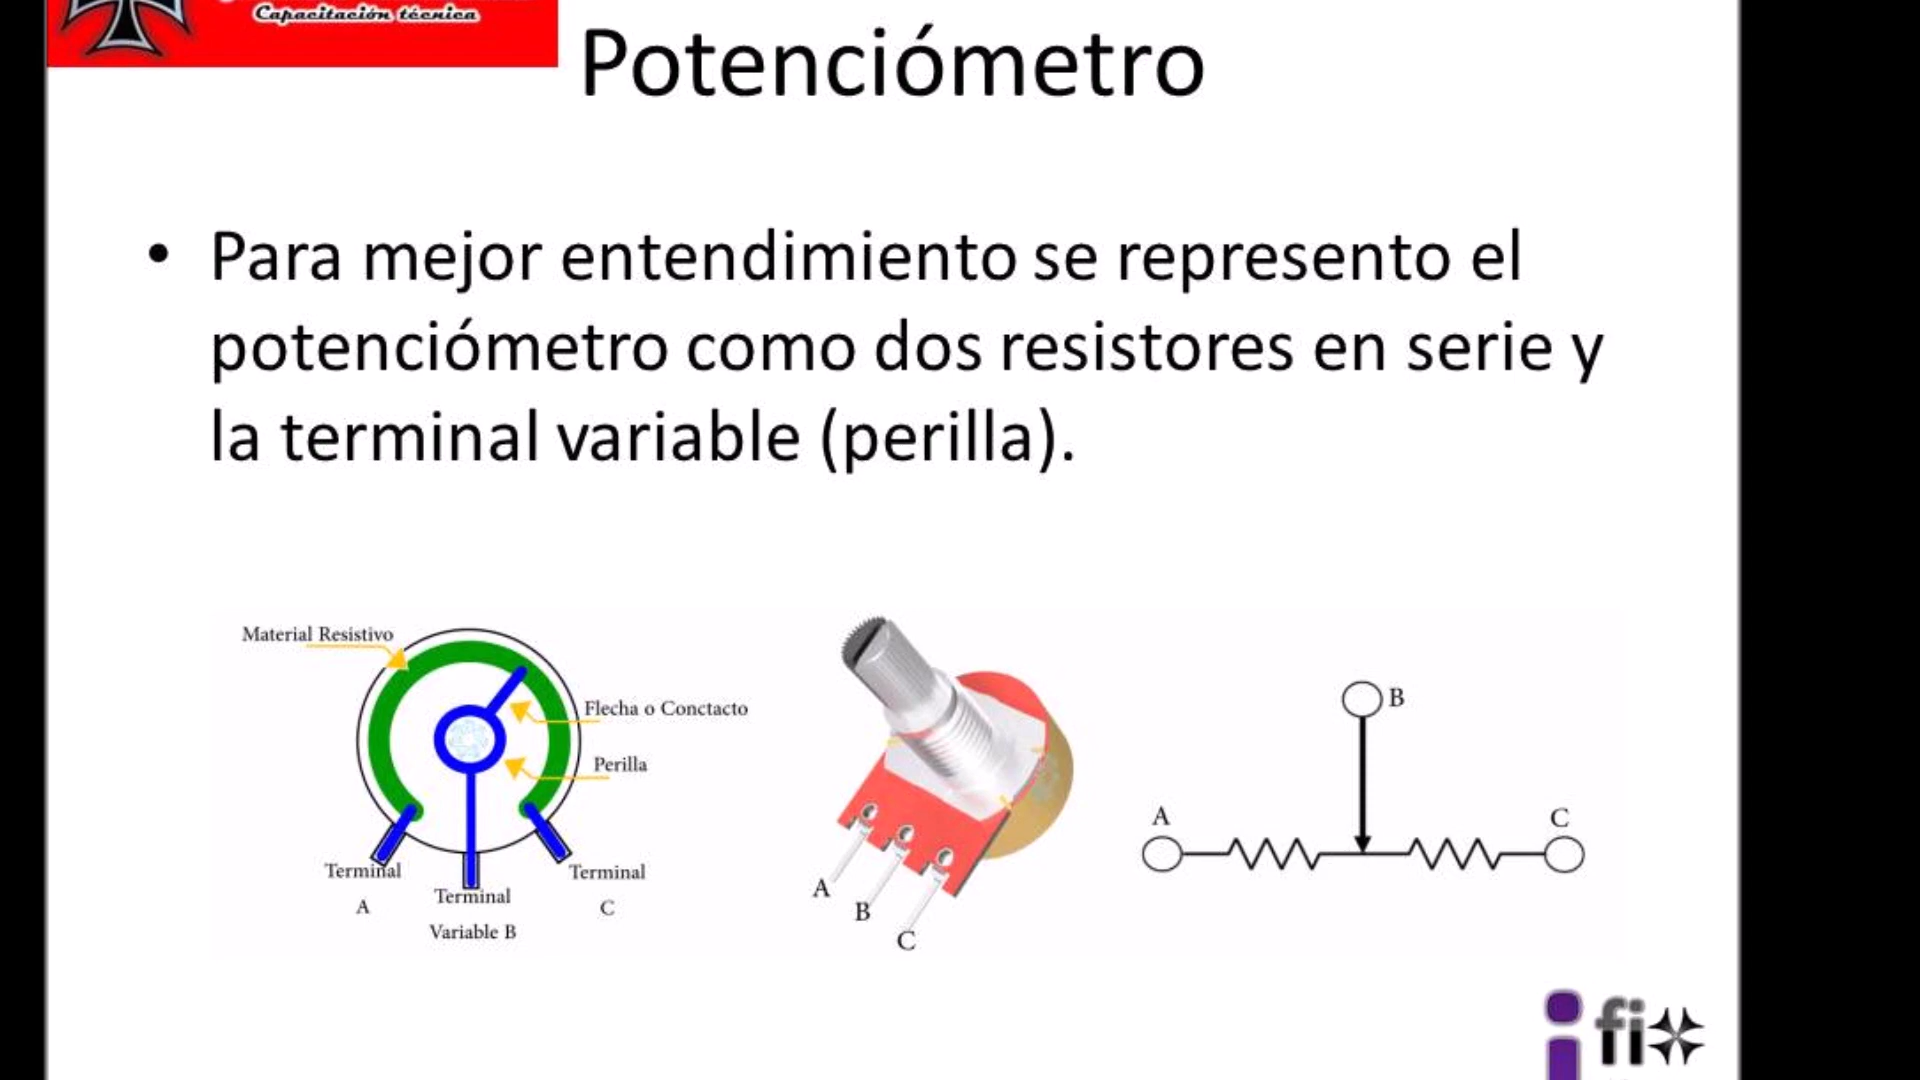 Capacitación técnica
Potenciómetro
• Para mejor entendimiento se represento el
potenciómetro como dos resistores en serie y
la terminal variable (perilla).
Material Resistivo
Flecha o Conctacto
Perilla
Terminal
A
Terminal
Variable B
Terminal
C
A
B
C
B
A
C
fi